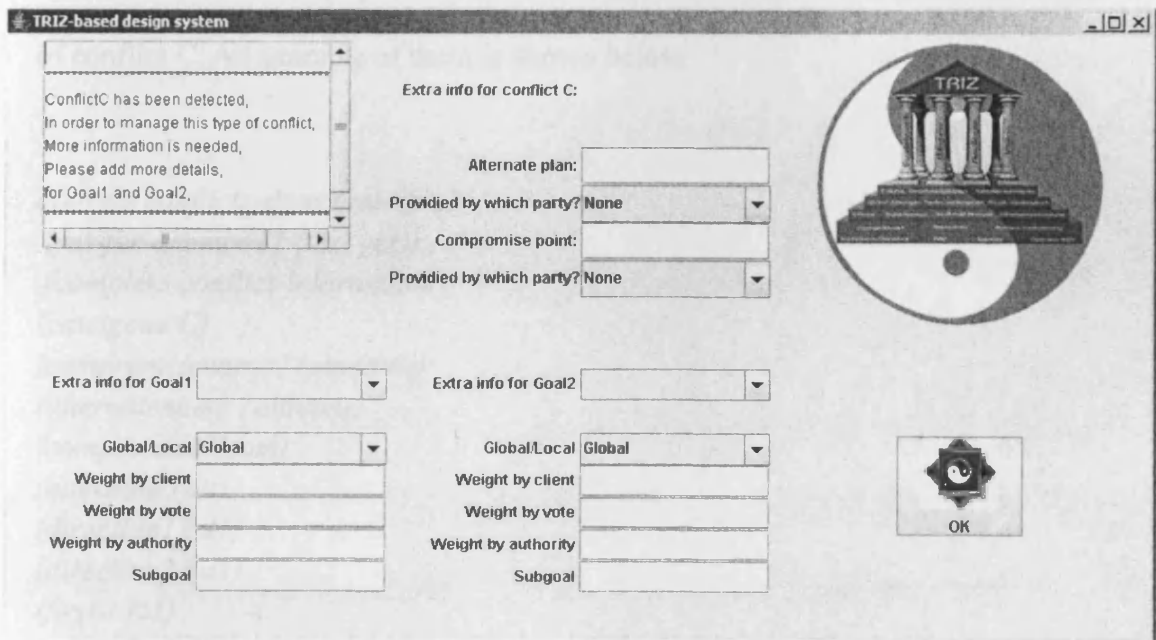 TRIZ-based design system
ConflictC has been detected,
In order to manage this type of conflict,
More information is needed,
Please add more details,
for Goal1 and Goal2,
Extra info for conflict C:
Alternate plan:
Providied by which party? None
Compromise point:
Providied by which party? None
TRIZ
Extra info for Goal1
Extra info for Goal2
Global/Local Global
Weight by client
Weight by vote
Weight by authority
Subgoal
Global/Local Global
Weight by client
Weight by vote
Weight by authority
Subgoal
OK